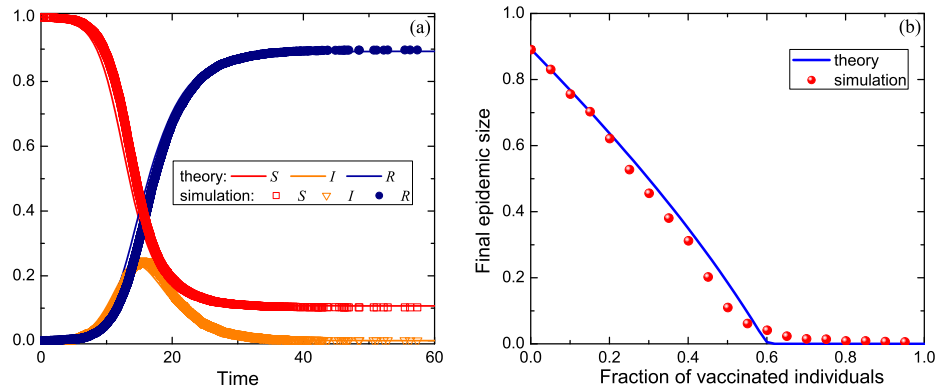 (a)
1.0
0.8
0.6
0.4
0.2
0.0
theory: S I R
simulation: S I R
0 20 40 60
Time
(b)
1.0
0.8
0.6
0.4
0.2
0.0
Final epidemic size
theory
simulation
0.0 0.2 0.4 0.6 0.8 1.0
Fraction of vaccinated individuals